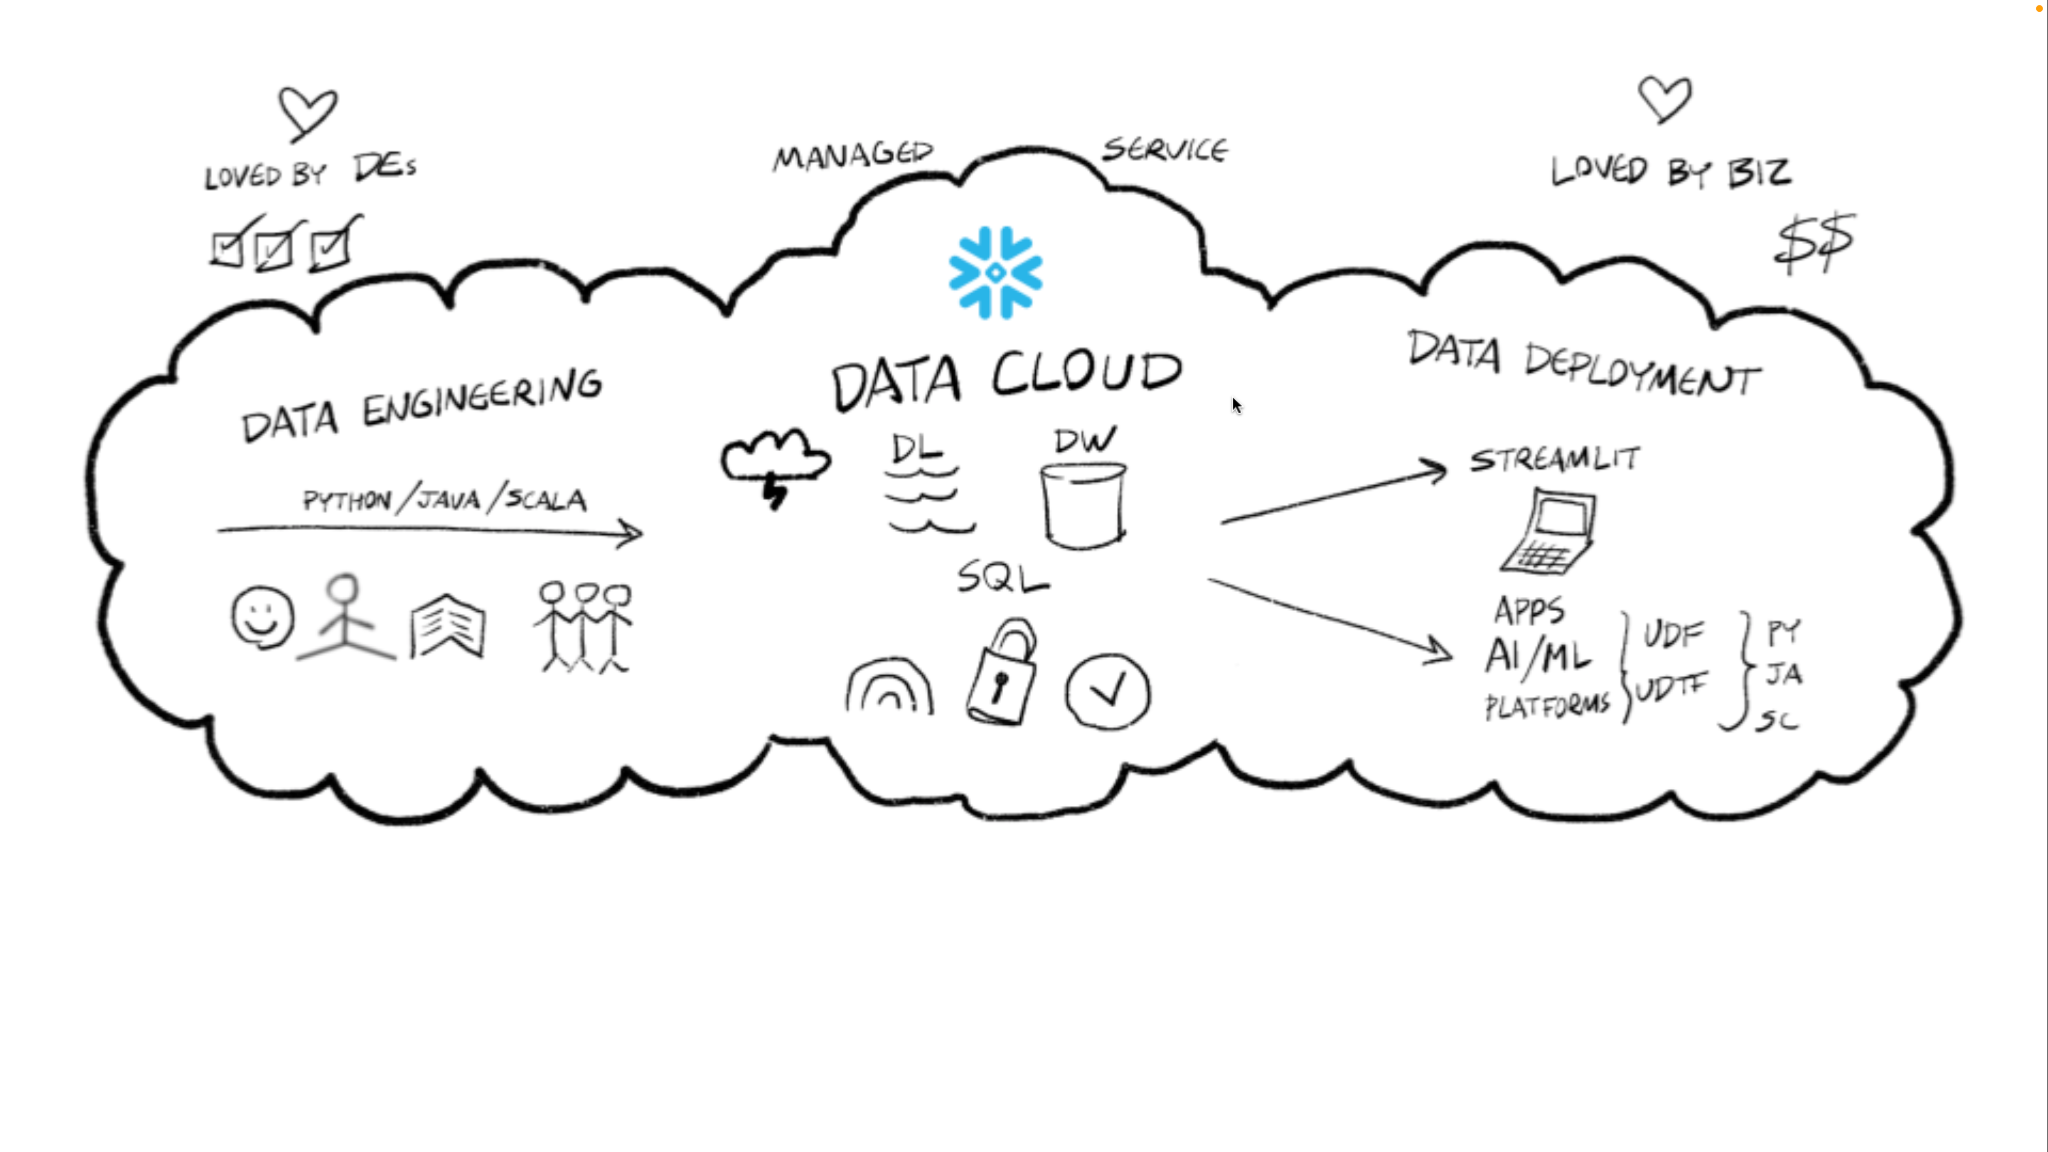 LOVED BY DEs
MANAGED SERVICE
LOVED BY BIZ
$$
DATA ENGINEERING
PYTHON/JAVA/SCALA
DATA CLOUD
DL
DW
SQL
DATA DEPLOYMENT
STREAMLIT
APPS
AI/ML
PLATFORMS
UDF
UDTF
PY
JA
SC